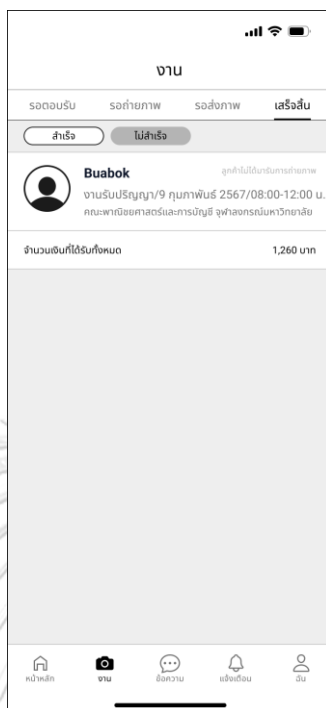 งาน
รอตอบรับ รอถ่ายภาพ รอส่งภาพ เสร็จสิ้น
สำเร็จ ไม่สำเร็จ
Buabok ลูกค้าไม่ได้มารับการถ่ายภาพ
งานรับปริญญา/9 กุมภาพันธ์ 2567/08:00-12:00 น.
คณะพาณิชยศาสตร์และการบัญชี จุฬาลงกรณ์มหาวิทยาลัย
จำนวนเงินที่ได้รับทั้งหมด 1,260 บาท
หน้าหลัก งาน ข้อความ แจ้งเตือน ฉัน